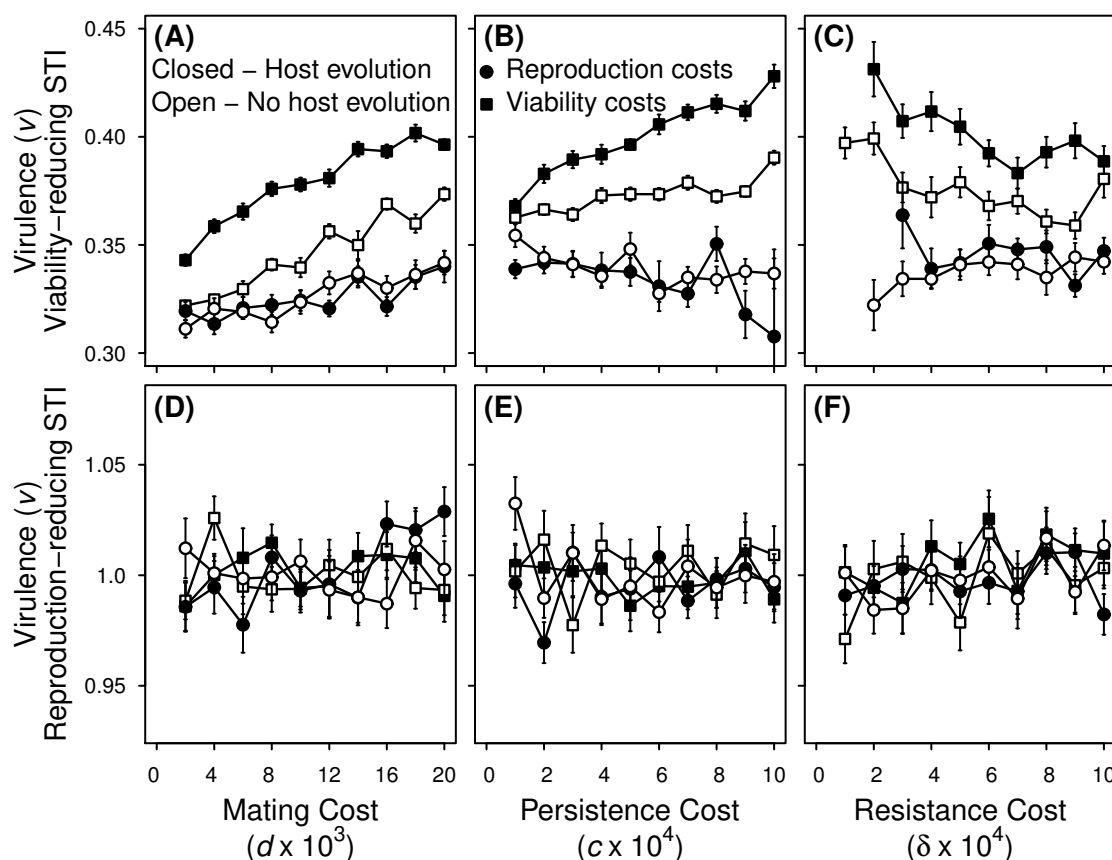 (A)
Closed – Host evolution
Open – No host evolution
(B)
Reproduction costs
Viability costs
(C)
Virulence (v)
Viability–reducing STI
0.45
0.40
0.35
0.30
(D)
(E)
(F)
Virulence (v)
Reproduction–reducing STI
1.05
1.0
0.95
0 4 8 12 16 20
0 2 4 6 8 10
0 2 4 6 8 10
Mating Cost
(d x 10³)
Persistence Cost
(c x 10⁴)
Resistance Cost
(δ x 10⁴)